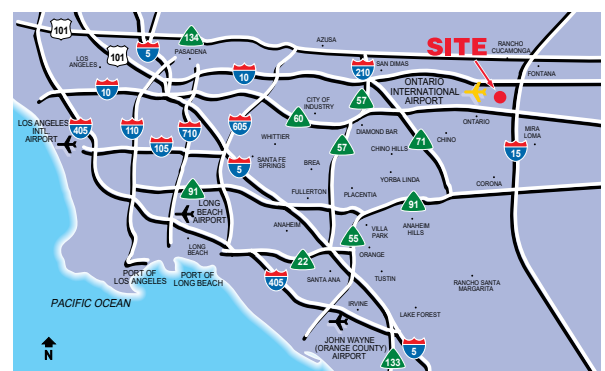 101
134
AZUSA
5
PASADENA
101
LOS
ANGELES
SITE
RANCHO
CUCAMONGA
SAN DIMAS
210
10
10
FONTANA
ONTARIO
INTERNATIONAL
AIRPORT
57
CITY OF
INDUSTRY
60
ONTARIO
LOS ANGELES
INTL.
AIRPORT
405
110
710
605
DIAMOND BAR
MIRA
LOMA
WHITTIER
57
71
CHINO
105
CHINO HILLS
15
SANTA FE
SPRINGS
BREA
5
YORBA LINDA
CORONA
91
FULLERTON
PLACENTIA
91
LONG
BEACH
AIRPORT
ANAHEIM
VILLA
PARK
ANAHEIM
HILLS
55
LONG
BEACH
ORANGE
22
PORT OF
LOS ANGELES
PORT OF
LONG BEACH
405
SANTA ANA
TUSTIN
RANCHO SANTA
MARGARITA
PACIFIC OCEAN
IRVINE
LAKE FOREST
JOHN WAYNE
(ORANGE COUNTY)
AIRPORT
5
N
133